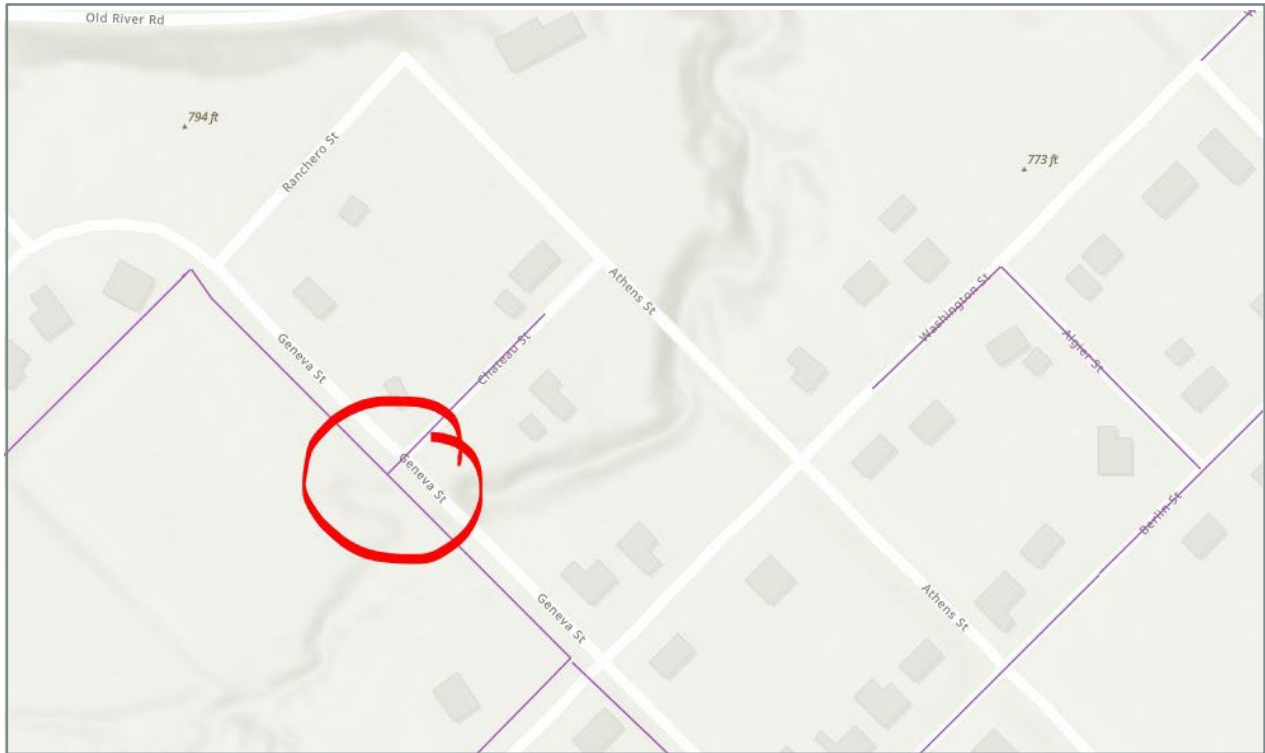 Old River Rd
794 ft
Ranchero St
773 ft
Athens St
Washington St
Geneva St
Chateau St
Algier St
Geneva St
Berlin St
Geneva St
Athens St